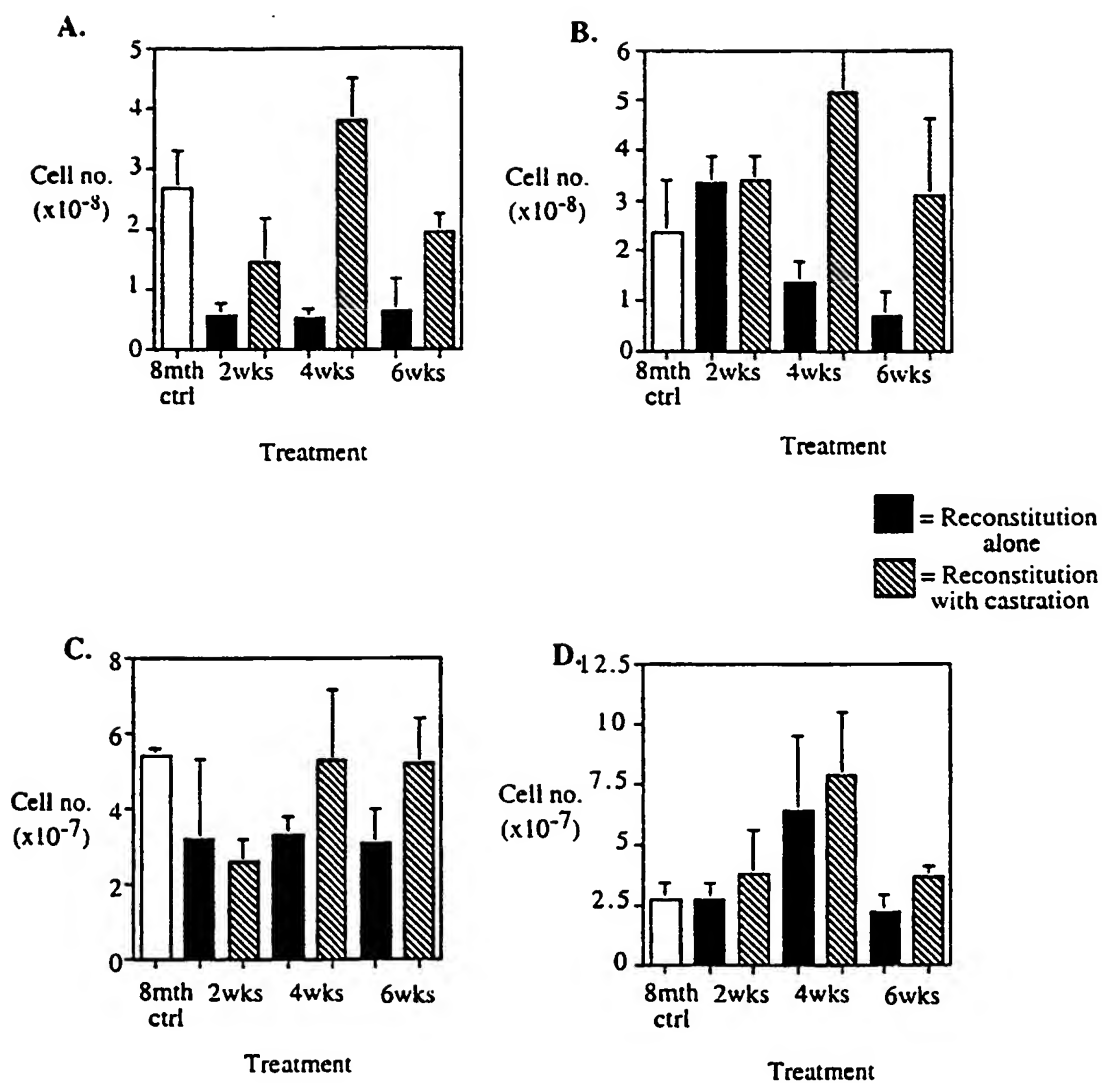 A.
5
4
3
2
1
0
Cell no.
(x10-8)
8mth 2wks 4wks 6wks
ctrl
Treatment
B.
6
5
4
3
2
1
0
Cell no.
(x10-8)
8mth 2wks 4wks 6wks
ctrl
Treatment
= Reconstitution
alone
= Reconstitution
with castration
C.
8
6
4
2
0
Cell no.
(x10-7)
8mth 2wks 4wks 6wks
ctrl
Treatment
D.
12.5
10
7.5
5
2.5
0
Cell no.
(x10-7)
8mth 2wks 4wks 6wks
ctrl
Treatment